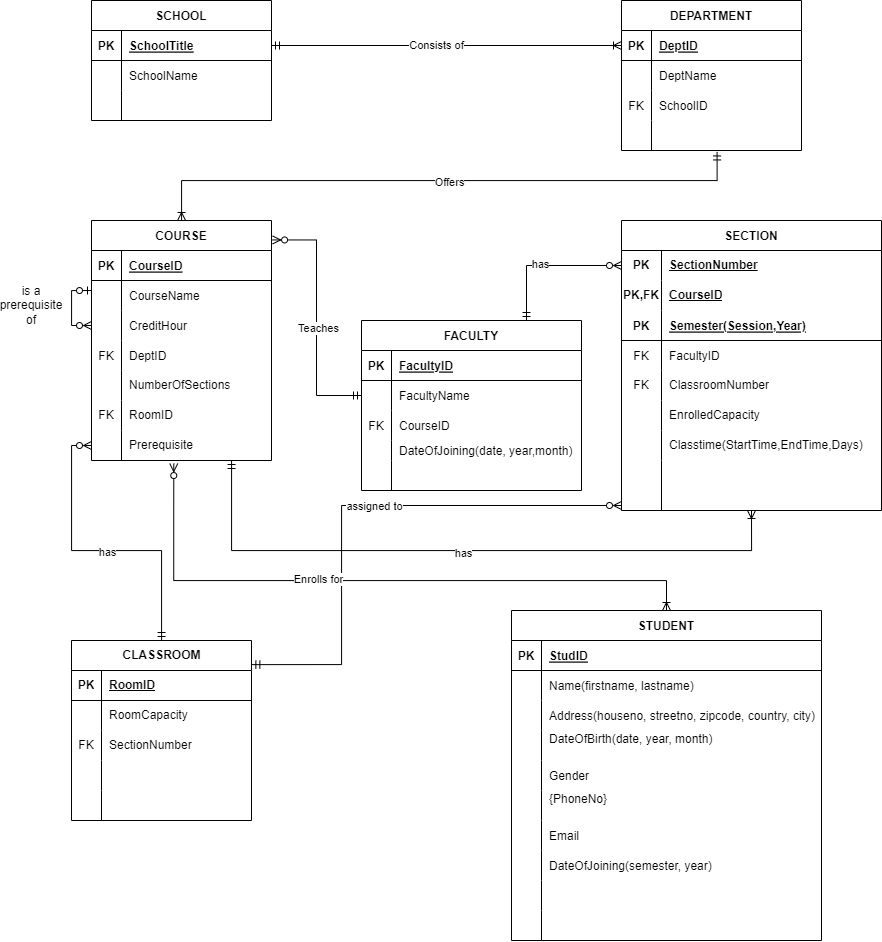 SCHOOL
PK SchoolTitle
SchoolName
Consists of
DEPARTMENT
PK DeptID
DeptName
FK SchoolID
Offers
COURSE
PK CourseID
CourseName
CreditHour
FK DeptID
NumberOfSections
FK RoomID
Prerequisite
is a
prerequisite
of
Teaches
has
FACULTY
PK FacultyID
FacultyName
FK CourseID
DateOfJoining(date, year,month)
SECTION
PK SectionNumber
PK,FK CourseID
PK Semester(Session,Year)
FK FacultyID
FK ClassroomNumber
EnrolledCapacity
Classtime(StartTime,EndTime,Days)
assigned to
has
has
Enrolls for
CLASSROOM
PK RoomID
RoomCapacity
FK SectionNumber
STUDENT
PK StudID
Name(firstname, lastname)
Address(houseno, streetno, zipcode, country, city)
DateOfBirth(date, year, month)
Gender
{PhoneNo}
Email
DateOfJoining(semester, year)